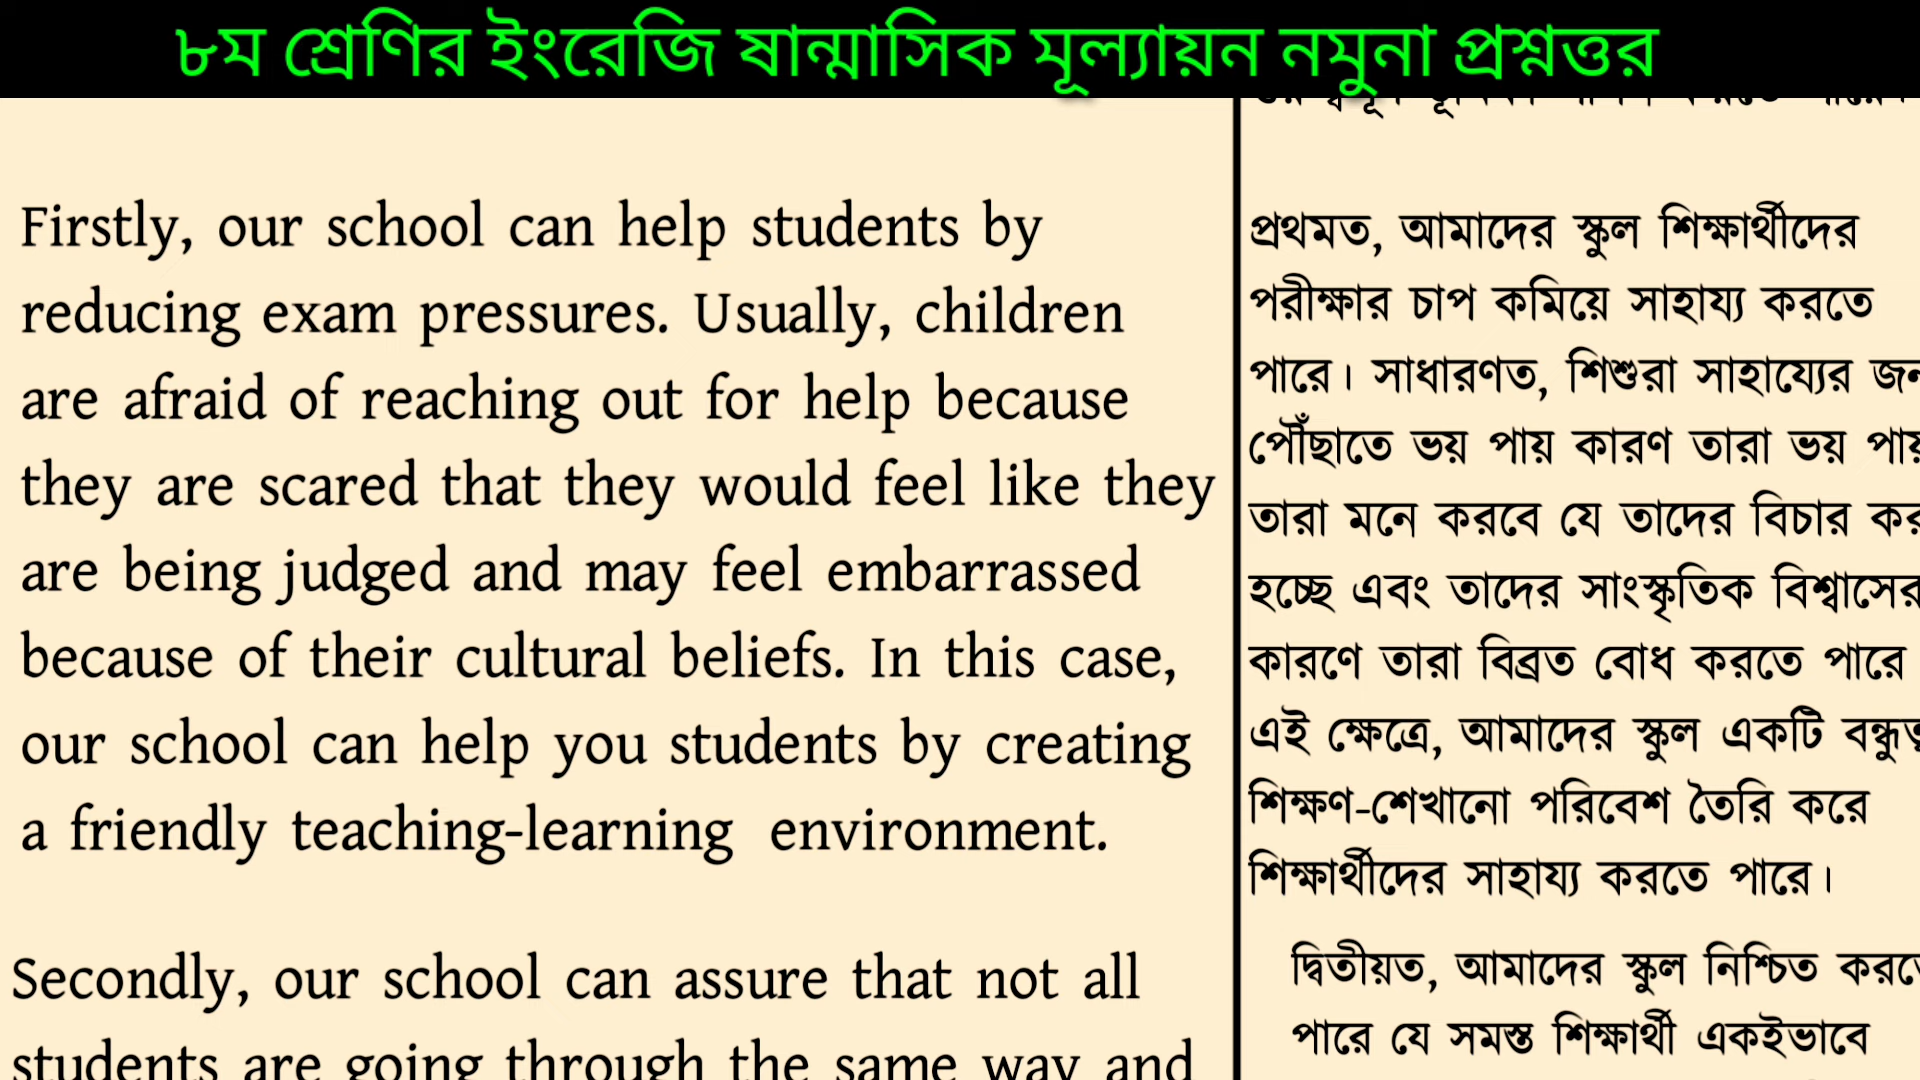 ৮ম শ্রেণির ইংরেজি ষান্মাসিক মূল্যায়ন নমুনা প্রশ্নত্তর
Firstly, our school can help students by
reducing exam pressures. Usually, children
are afraid of reaching out for help because
they are scared that they would feel like they
are being judged and may feel embarrassed
because of their cultural beliefs. In this case,
our school can help you students by creating
a friendly teaching-learning environment.
Secondly, our school can assure that not all
students are going through the same way and
প্রথমত, আমাদের স্কুল শিক্ষার্থীদের
পরীক্ষার চাপ কমিয়ে সাহায্য করতে
পারে। সাধারণত, শিশুরা সাহায্যের
পৌঁছাতে ভয় পায় কারণ তারা ভয় পায়
তারা মনে করবে যে তাদের বিচার
হচ্ছে এবং তাদের সাংস্কৃতিক বিশ্বাসের
কারণে তারা বিব্রত বোধ করতে পারে
এই ক্ষেত্রে, আমাদের স্কুল একটি
শিক্ষণ-শেখানো পরিবেশ তৈরি করে
শিক্ষার্থীদের সাহায্য করতে পারে।
দ্বিতীয়ত, আমাদের স্কুল নিশ্চিত করতে
পারে যে সমস্ত শিক্ষার্থী একইভাবে